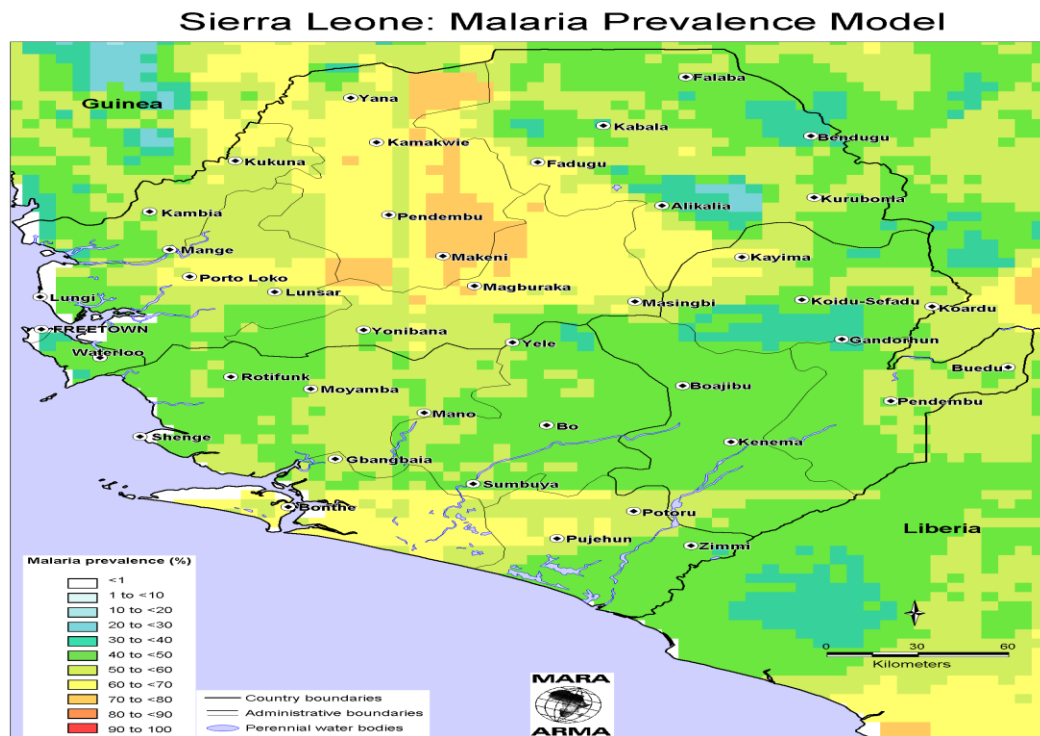 Sierra Leone: Malaria Prevalence Model
Guinea
Falaba
Yana
Kabala
Bendugu
Kamakwie
Kukuna
Fadugu
Kurubonla
Alikalia
Kambia
Pendembu
Mange
Makeni
Kayima
Porto Loko
Magburaka
Lunsar
Lungi
Masingbi
Koidu-Sefadu
Koardu
FREETOWN
Yonibana
Yele
Gandorhun
Waterloo
Buedu
Rotifunk
Moyamba
Boajibu
Pendembu
Mano
Bo
Shenge
Kenema
Gbangbaia
Sumbuya
Bonthe
Potoru
Liberia
Pujehun
Zimmi
Malaria prevalence (%)
<1
1 to <10
10 to <20
20 to <30
30 to <40
40 to <50
50 to <60
60 to <70
70 to <80
80 to <90
90 to 100
Country boundaries
Administrative boundaries
Perennial water bodies
MARA
ARMA
0 30 60
Kilometers